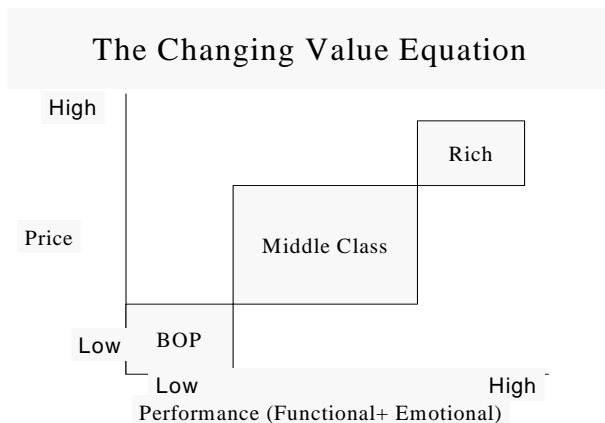 The Changing Value Equation
High
Rich
Price
Middle Class
Low
BOP
Low
High
Performance (Functional+ Emotional)